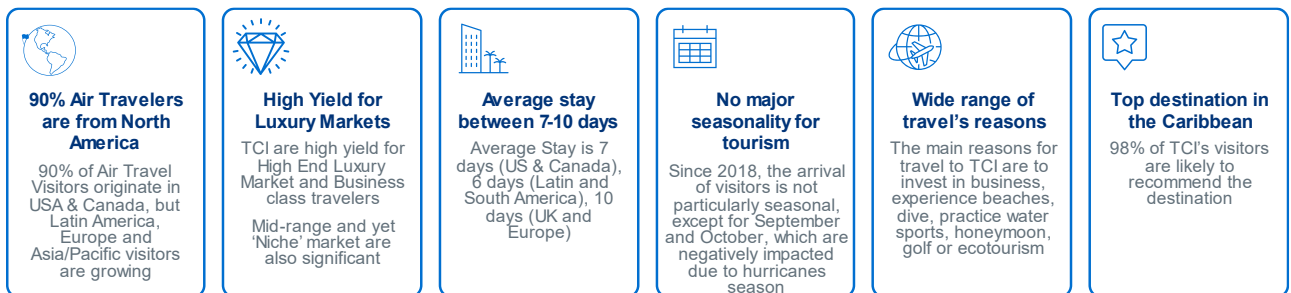 90% Air Travelers
are from North
America
90% of Air Travel
Visitors originate in
USA & Canada, but
Latin America,
Europe and
Asia/Pacific visitors
are growing
High Yield for
Luxury Markets
TCI are high yield for
High End Luxury
Market and Business
class travelers
Mid-range and yet
‘Niche’ market are
also significant
Average stay
between 7-10 days
Average Stay is 7
days (US & Canada),
6 days (Latin and
South America), 10
days (UK and
Europe)
No major
seasonality for
tourism
Since 2018, the arrival
of visitors is not
particularly seasonal,
except for September
and October, which are
negatively impacted
due to hurricanes
season
Wide range of
travel’s reasons
The main reasons for
travel to TCI are to
invest in business,
experience beaches,
dive, practice water
sports, honeymoon,
golf or ecotourism
Top destination in
the Caribbean
98% of TCI’s visitors
are likely to
recommend the
destination